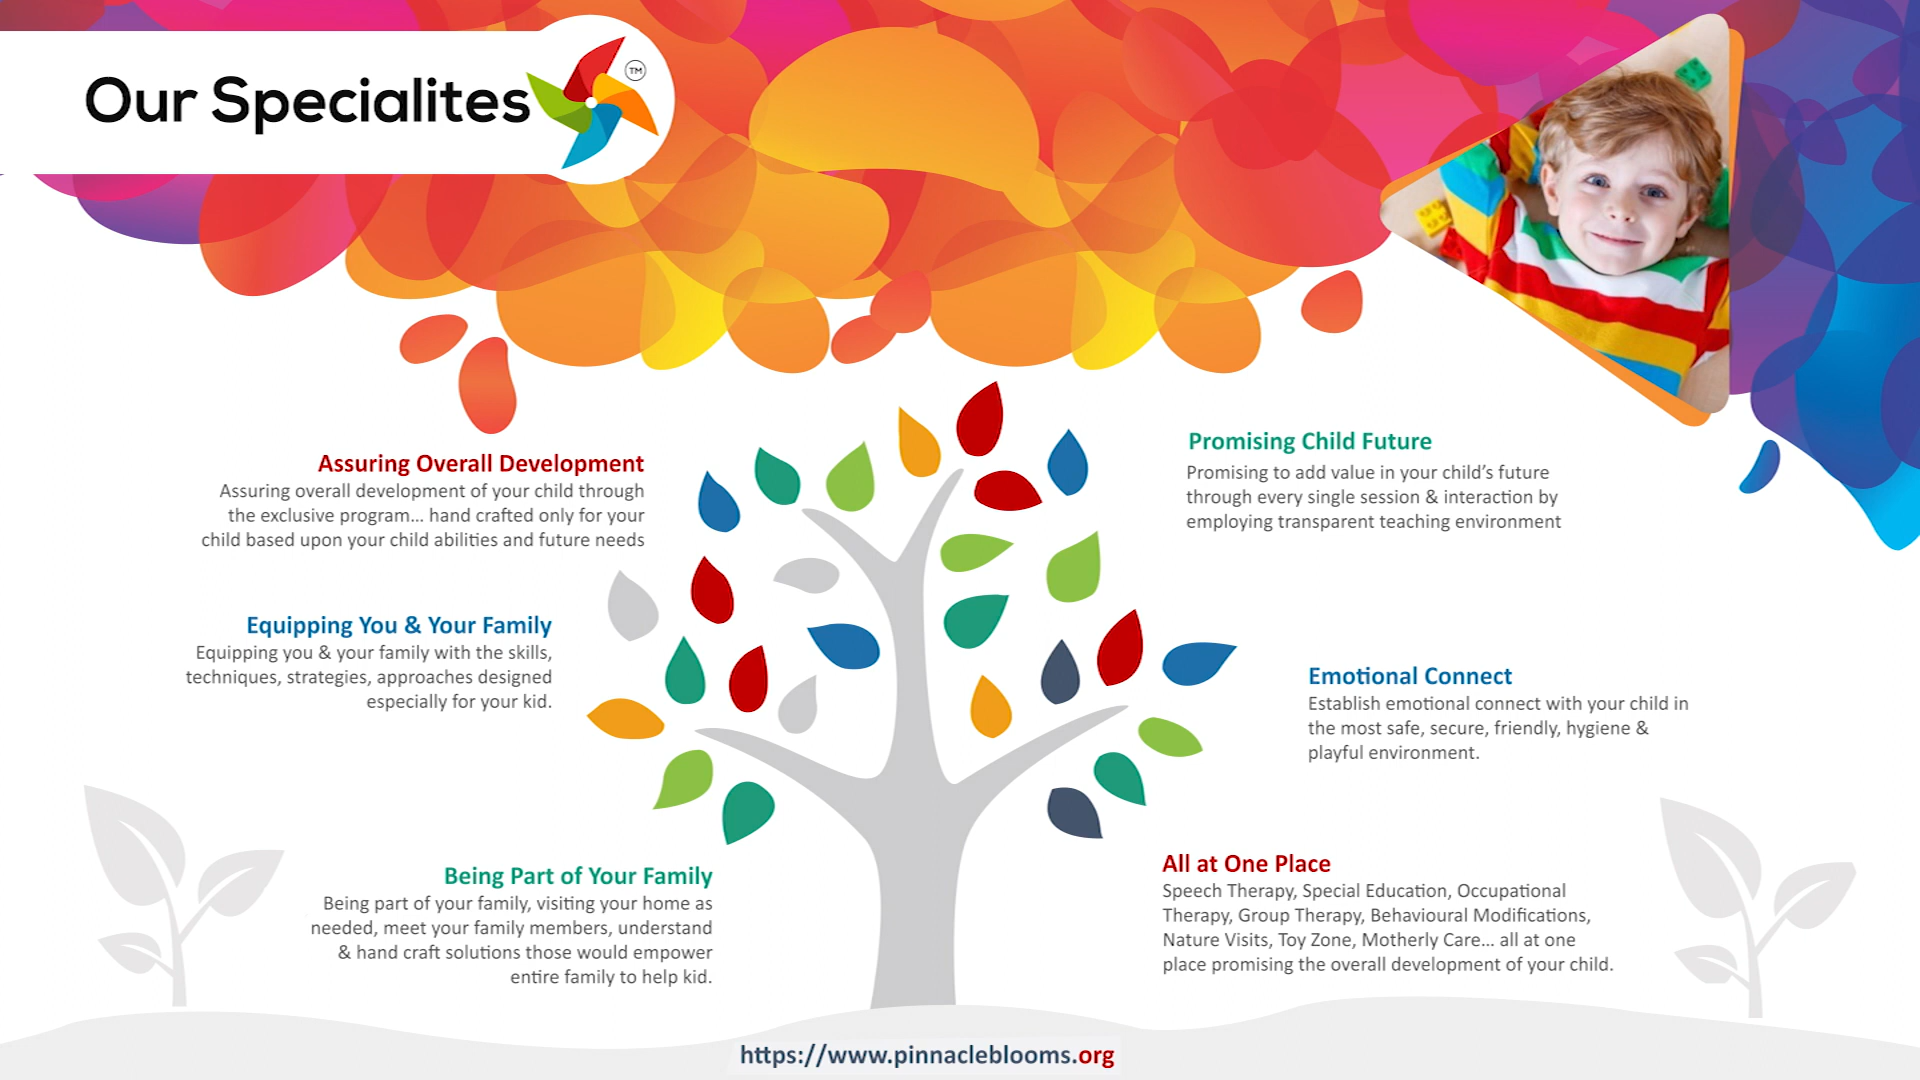 Our Specialites
TM
Assuring Overall Development
Assuring overall development of your child through
the exclusive program... hand crafted only for your
child based upon your child abilities and future needs
Equipping You & Your Family
Equipping you & your family with the skills,
techniques, strategies, approaches designed
especially for your kid.
Being Part of Your Family
Being part of your family, visiting your home as
needed, meet your family members, understand
& hand craft solutions those would empower
entire family to help kid.
Promising Child Future
Promising to add value in your child’s future
through every single session & interaction by
employing transparent teaching environment
Emotional Connect
Establish emotional connect with your child in
the most safe, secure, friendly, hygiene &
playful environment.
All at One Place
Speech Therapy, Special Education, Occupational
Therapy, Group Therapy, Behavioural Modifications,
Nature Visits, Toy Zone, Motherly Care... all at one
place promising the overall development of your child.
https://www.pinnacleblooms.org